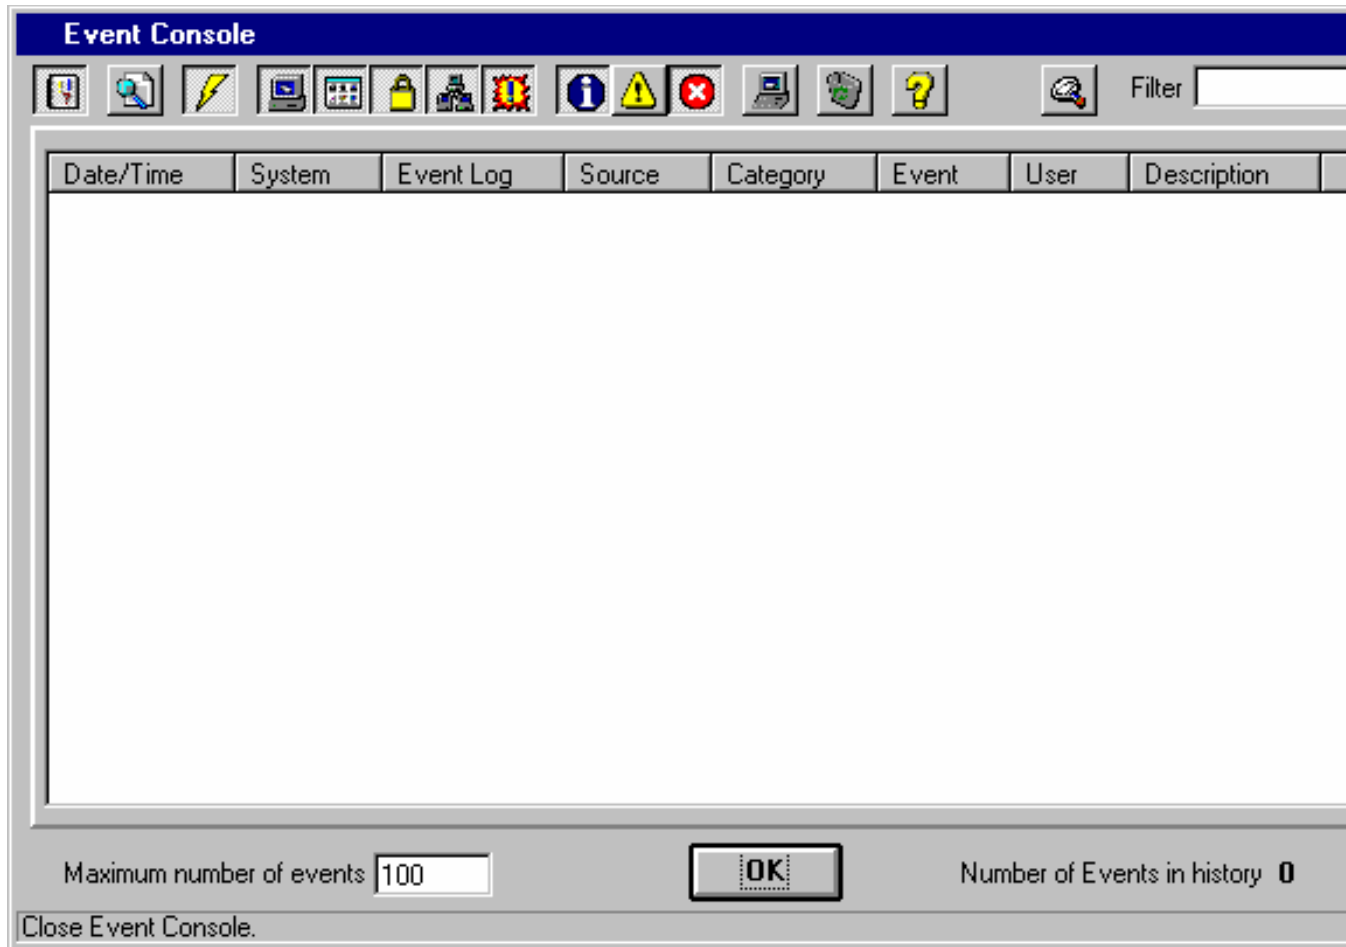 Event Console
Filter
Date/Time System Event Log Source Category Event User Description
Maximum number of events 100 OK Number of Events in history 0
Close Event Console.